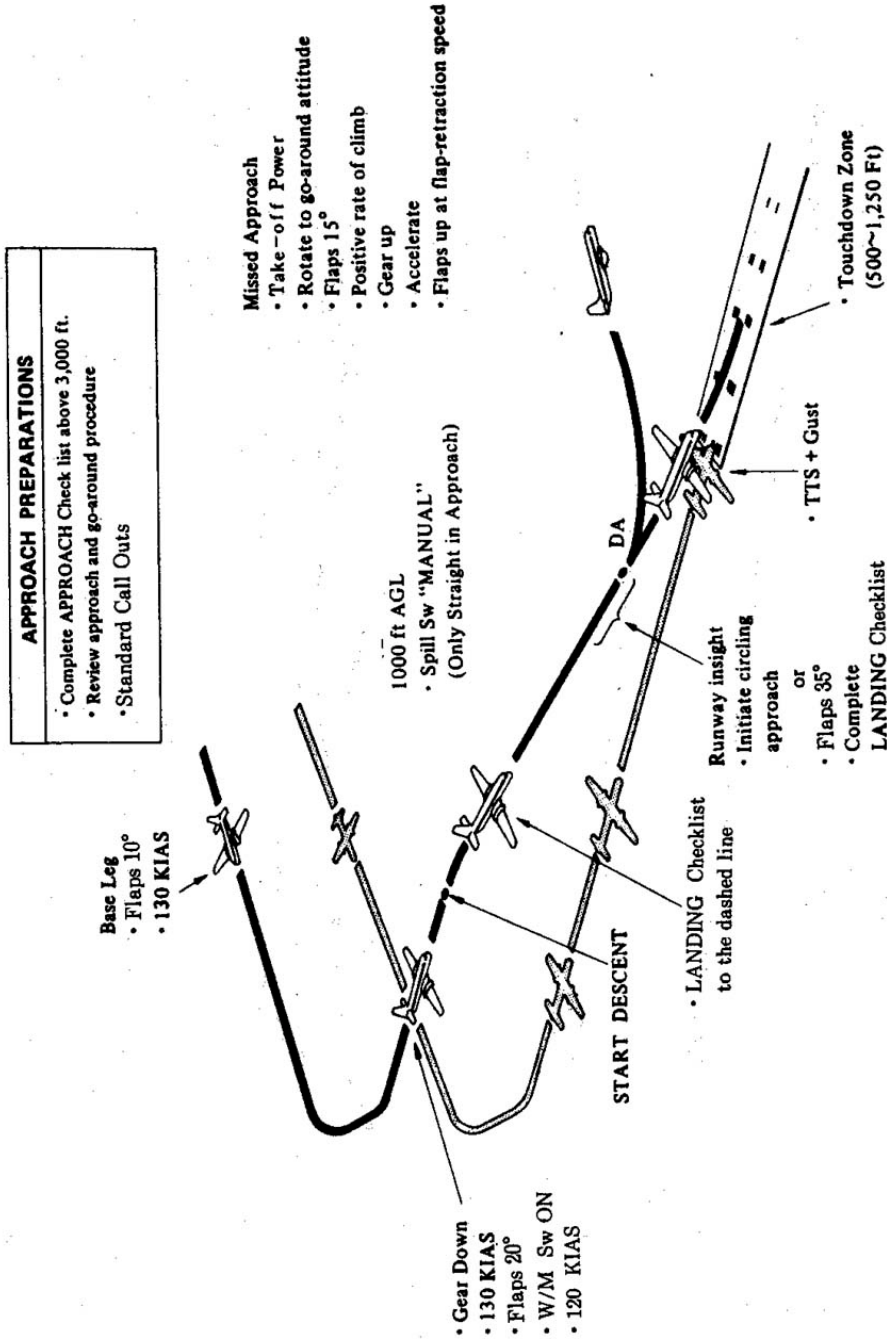 APPROACH PREPARATIONS
• Complete APPROACH Check list above 3,000 ft.
• Review approach and go-around procedure
• Standard Call Outs
Base Leg
• Flaps 10°
• 130 KIAS
Missed Approach
• Take-off Power
• Rotate to go-around attitude
• Flaps 15°
• Positive rate of climb
• Gear up
• Accelerate
• Flaps up at flap-retraction speed
1000 ft AGL
• Spill Sw "MANUAL"
(Only Straight in Approach)
• Gear Down
• 130 KIAS
• Flaps 20°
• W/M Sw ON
• 120 KIAS
START DESCENT
• LANDING Checklist
to the dashed line
DA
Runway insight
• Initiate circling
approach
or
• Flaps 35°
• Complete
LANDING Checklist
• TTS + Gust
• Touchdown Zone
(500~1,250 Ft)